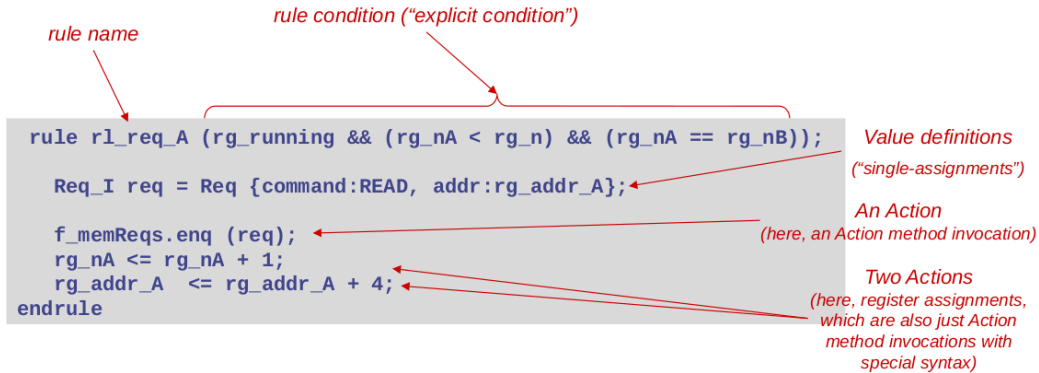 rule condition (“explicit condition”)
rule name
rule rl_req_A (rg_running && (rg_nA < rg_n) && (rg_nA == rg_nB));
Value definitions
(“single-assignments”)
Req_I req = Req {command:READ, addr:rg_addr_A};
An Action
(here, an Action method invocation)
f_memReqs.enq (req);
rg_nA <= rg_nA + 1;
rg_addr_A  <= rg_addr_A + 4;
endrule
Two Actions
(here, register assignments,
which are also just Action
method invocations with
special syntax)